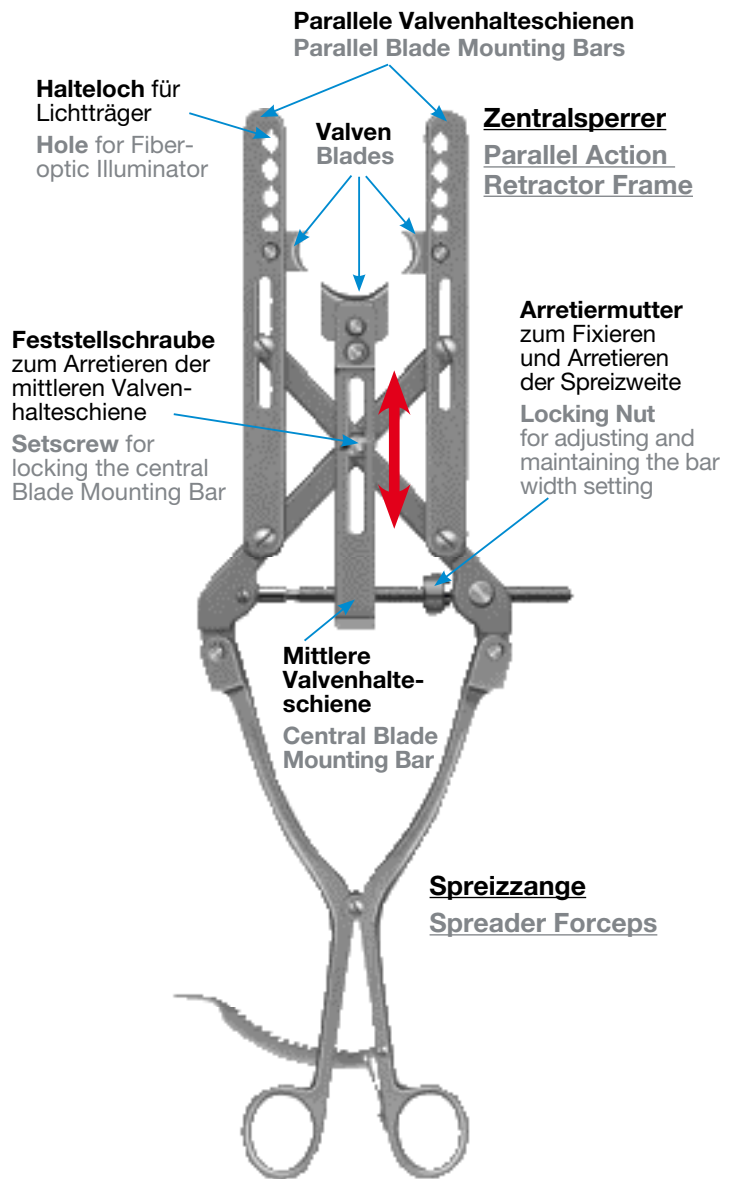 Parallele Valvenhalteschienen
Parallel Blade Mounting Bars
Halteloch für
Lichtträger
Hole for Fiber-
optic Illuminator
Valven
Blades
Zentralsperrer
Parallel Action
Retractor Frame
Feststellschraube
zum Arretieren der
mittleren Valven-
halteschiene
Setscrew for
locking the central
Blade Mounting Bar
Arretiermutter
zum Fixieren
und Arretieren
der Spreizweite
Locking Nut
for adjusting and
maintaining the bar
width setting
Mittlere
Valvenhalte-
schiene
Central Blade
Mounting Bar
Spreizzange
Spreader Forceps